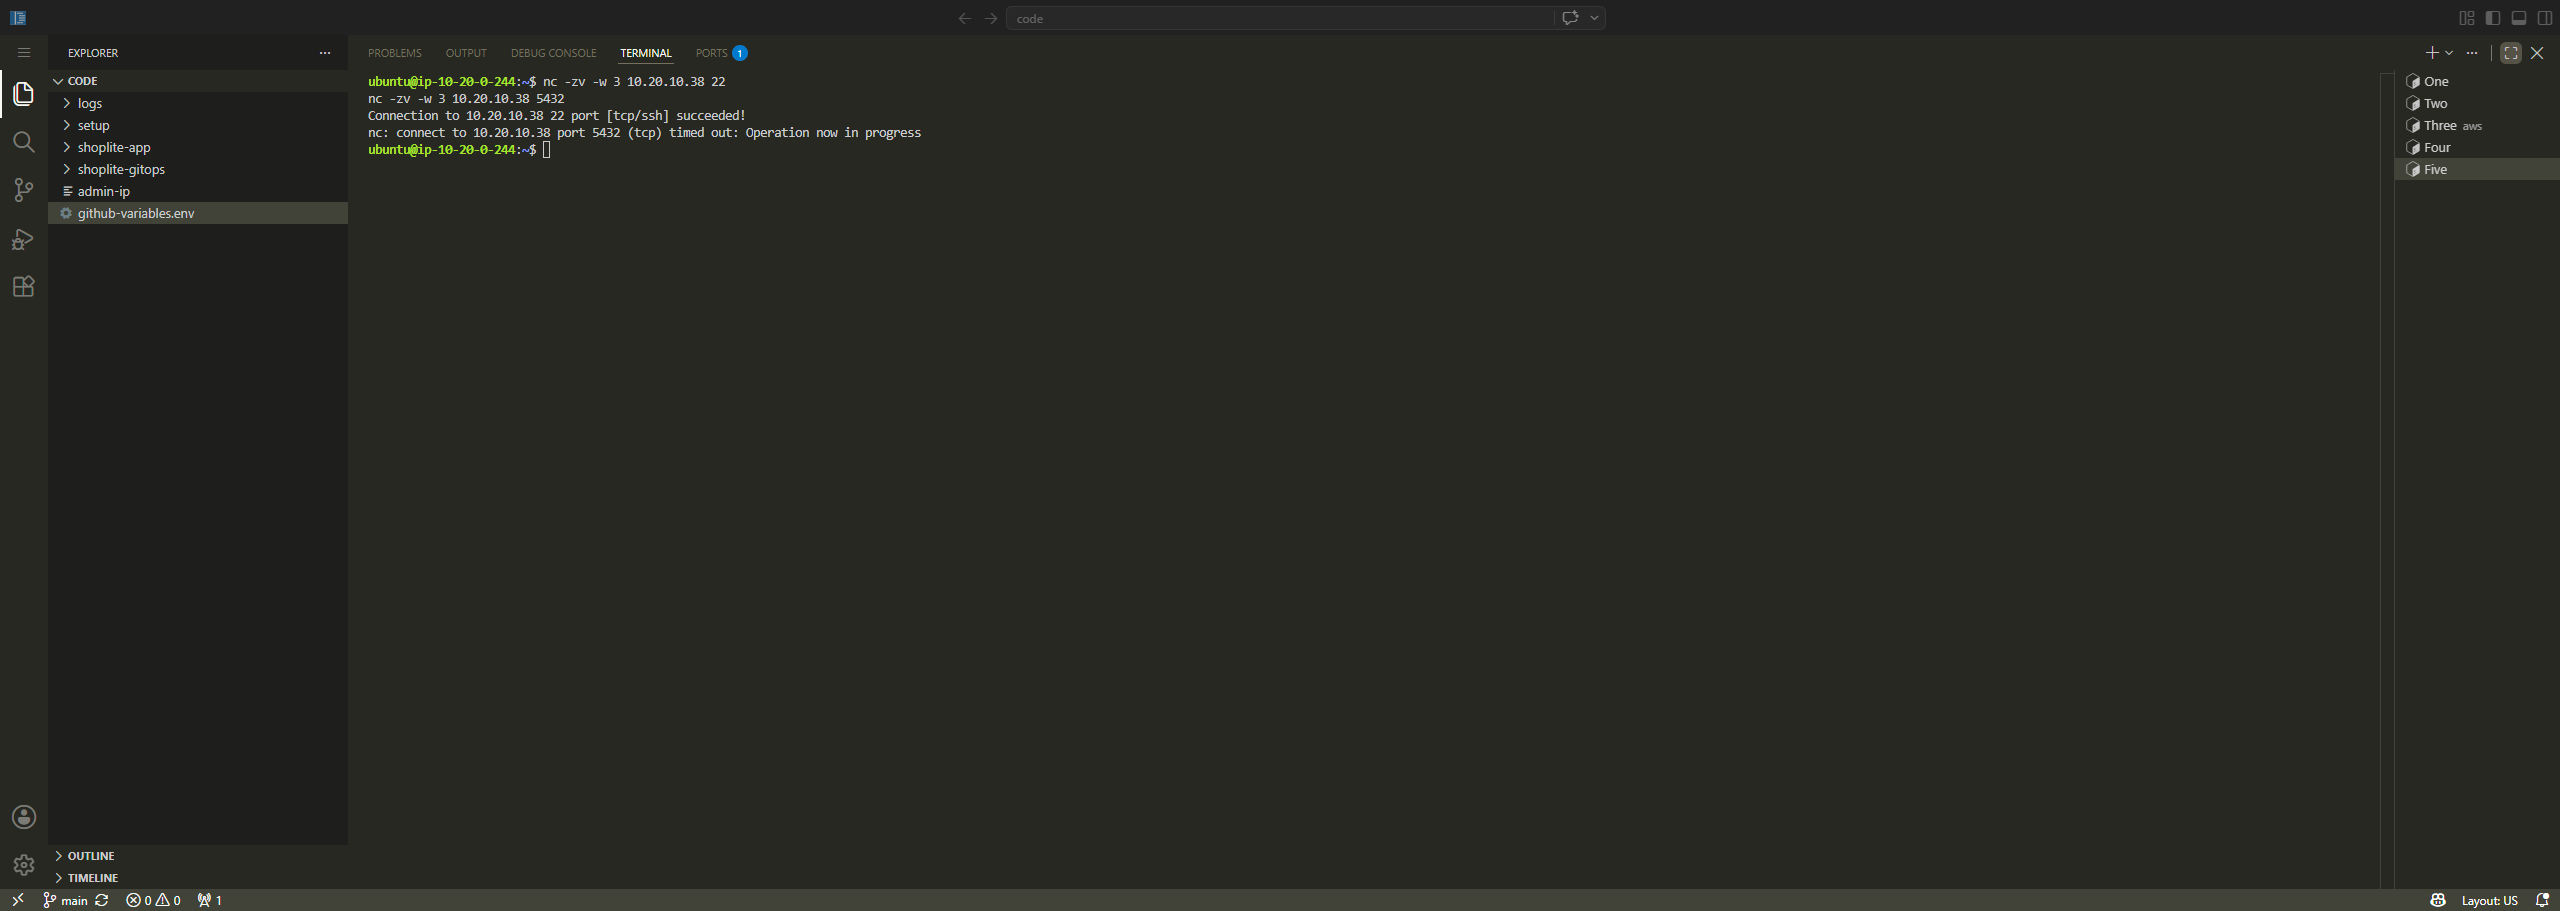 code
EXPLORER
CODE
logs
setup
shoplite-app
shoplite-gitops
admin-ip
github-variables.env
OUTLINE
TIMELINE
PROBLEMS OUTPUT DEBUG CONSOLE TERMINAL PORTS 1
ubuntu@ip-10-20-0-244:~$ nc -zv -w 3 10.20.10.38 22
nc -zv -w 3 10.20.10.38 5432
Connection to 10.20.10.38 22 port [tcp/ssh] succeeded!
nc: connect to 10.20.10.38 port 5432 (tcp) timed out: Operation now in progress
ubuntu@ip-10-20-0-244:~$
One
Two
Three aws
Four
Five
main 0 0 1 Layout: US